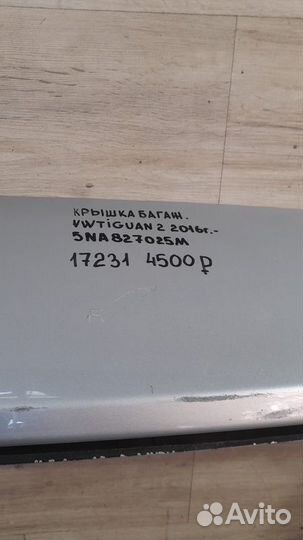 КРЫШКА БАГАЖ.
VW TIGUAN 2 2016г.-
5NA827025M
17231 4500₽
Avito